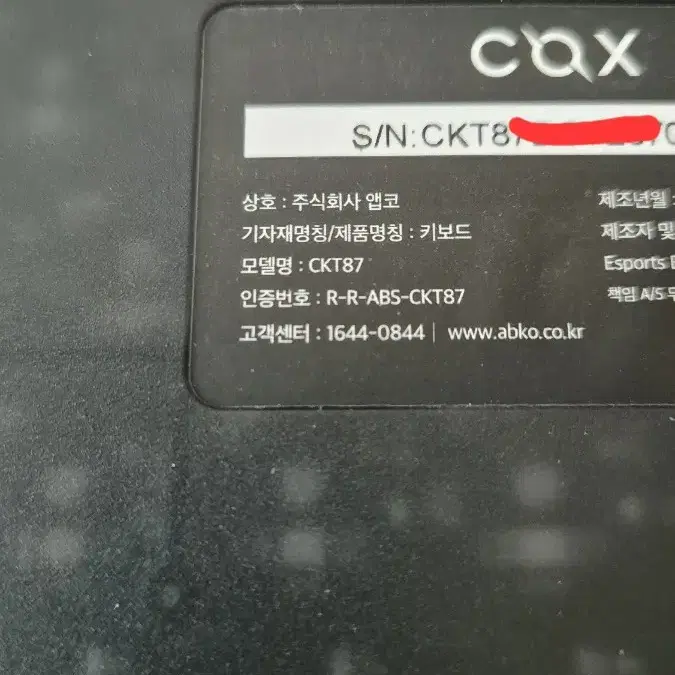 COX
S/N:CKT87
상호 : 주식회사 앱코
제조년월 :
기자재명칭/제품명칭 : 키보드
제조자 및
모델명 : CKT87
Esports
인증번호 : R-R-ABS-CKT87
책임 A/S
고객센터 : 1644-0844 | www.abko.co.kr